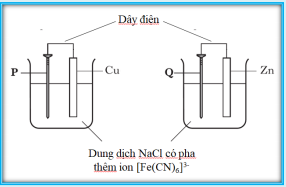 Dây điện
P Cu Q Zn
Dung dịch NaCl có pha
thêm ion [Fe(CN)₆]³⁻